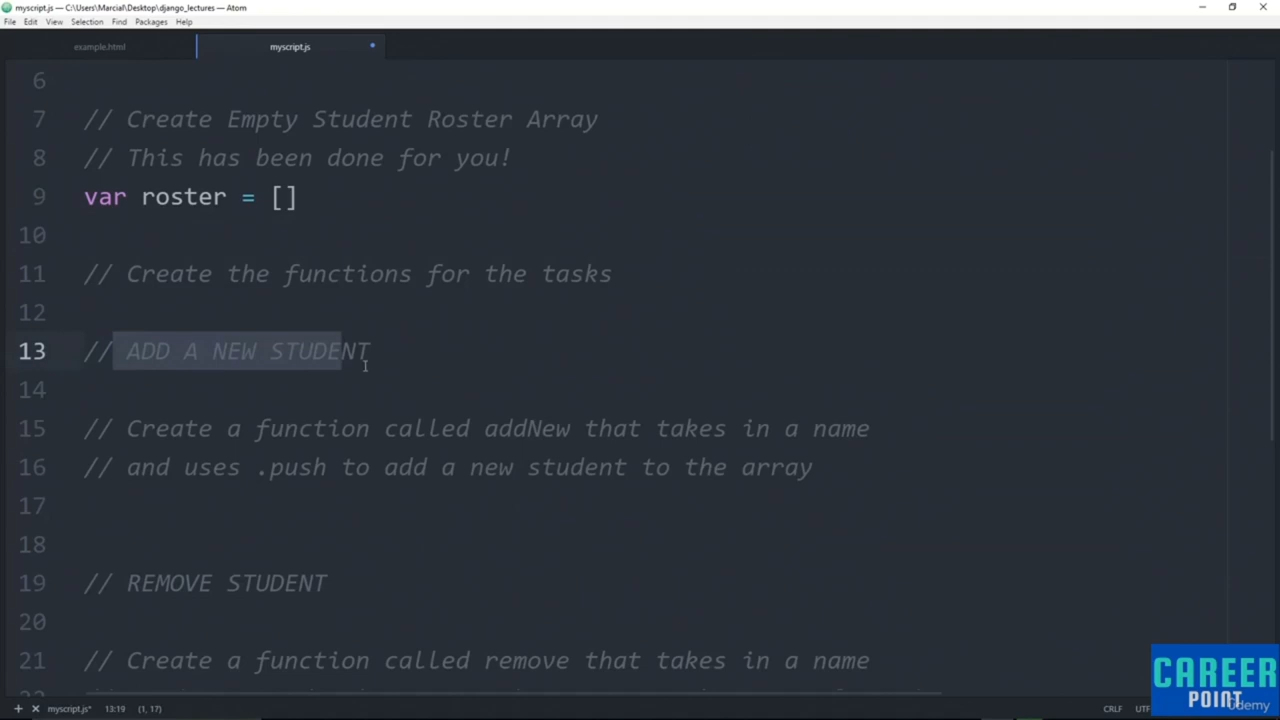 myscript.js — C:\Users\Marcial\Desktop\django_lectures — Atom
File Edit View Selection Find Packages Help
example.html myscript.js
6
7 // Create Empty Student Roster Array
8 // This has been done for you!
9 var roster = []
10
11 // Create the functions for the tasks
12
13 // ADD A NEW STUDENT
14
15 // Create a function called addNew that takes in a name
16 // and uses .push to add a new student to the array
17
18
19 // REMOVE STUDENT
20
21 // Create a function called remove that takes in a name
CAREER
POINT
+ × myscript.js* 13:19 (1, 17) CRLF UTF
Udemy